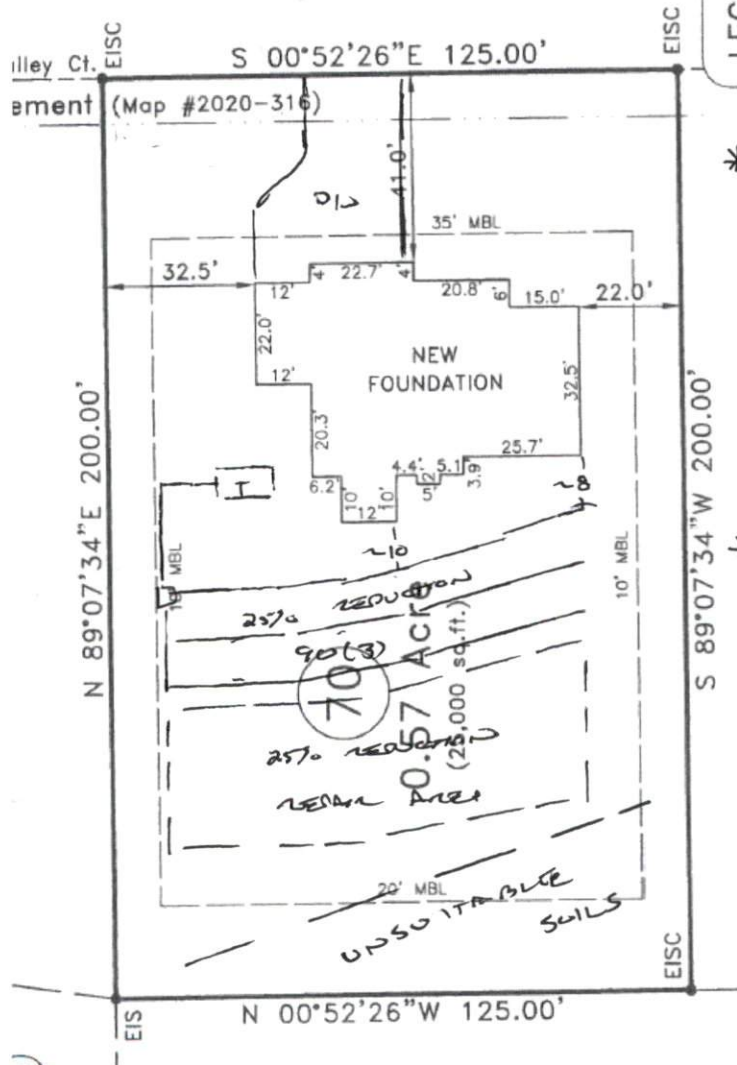 EISC
EISC
S 00°52'26"E 125.00'
illey Ct.
ement (Map #2020-316)
41.0'
D/W
35' MBL
32.5'
4'
22.7'
4'
12'
20.8'
6'
15.0'
22.0'
22.0'
NEW
FOUNDATION
32.5'
12'
20.3'
25.7'
4.4'
2'
5.1'
3.9'
6.2'
10'
12'
10'
5'
~8
T
N 89°07'34"E 200.00'
S 89°07'34"W 200.00'
10' MBL
10' MBL
~10
25% REDUCTION
90(3)
70
0.57 Acre
(25,000 sq.ft.)
25% REDUCTION
REPAIR AREA
20' MBL
UNSUITABLE
SOILS
EISC
EIS
N 00°52'26"W 125.00'
*